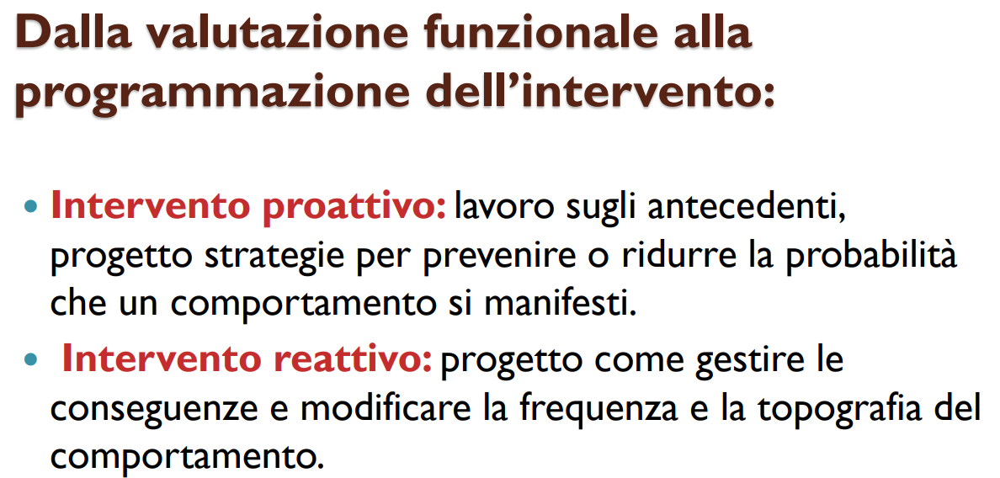 Dalla valutazione funzionale alla
programmazione dell’intervento:
• Intervento proattivo: lavoro sugli antecedenti,
progetto strategie per prevenire o ridurre la probabilità
che un comportamento si manifesti.
• Intervento reattivo: progetto come gestire le
conseguenze e modificare la frequenza e la topografia del
comportamento.